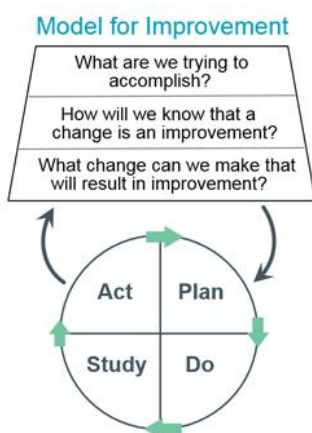 Model for Improvement
What are we trying to
accomplish?
How will we know that a
change is an improvement?
What change can we make that
will result in improvement?
Act
Plan
Study
Do